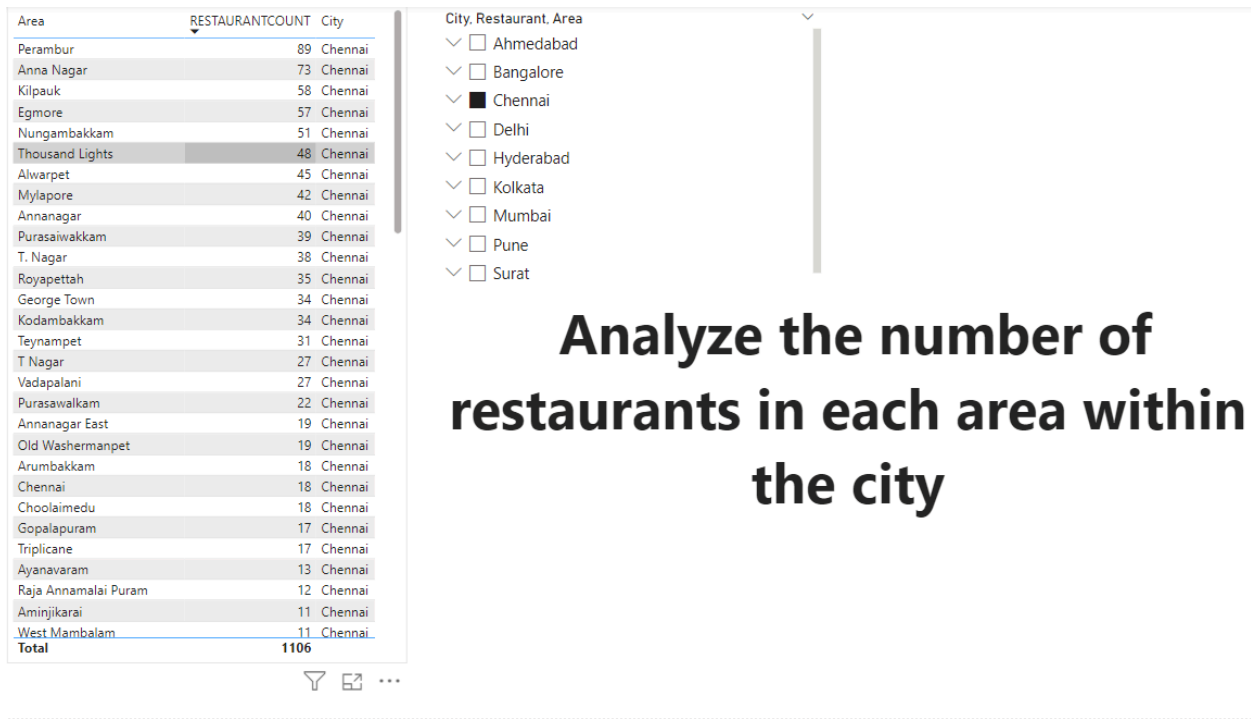 Area RESTAURANTCOUNT City
Perambur 89 Chennai
Anna Nagar 73 Chennai
Kilpauk 58 Chennai
Egmore 57 Chennai
Nungambakkam 51 Chennai
Thousand Lights 48 Chennai
Alwarpet 45 Chennai
Mylapore 42 Chennai
Annanagar 40 Chennai
Purasaiwakkam 39 Chennai
T. Nagar 38 Chennai
Royapettah 35 Chennai
George Town 34 Chennai
Kodambakkam 34 Chennai
Teynampet 31 Chennai
T Nagar 27 Chennai
Vadapalani 27 Chennai
Purasawalkam 22 Chennai
Annanagar East 19 Chennai
Old Washermanpet 19 Chennai
Arumbakkam 18 Chennai
Chennai 18 Chennai
Choolaimedu 18 Chennai
Gopalapuram 17 Chennai
Triplicane 17 Chennai
Ayanavaram 13 Chennai
Raja Annamalai Puram 12 Chennai
Aminjikarai 11 Chennai
West Mambalam 11 Chennai
Total 1106
City, Restaurant, Area
Ahmedabad
Bangalore
Chennai
Delhi
Hyderabad
Kolkata
Mumbai
Pune
Surat
Analyze the number of
restaurants in each area within
the city